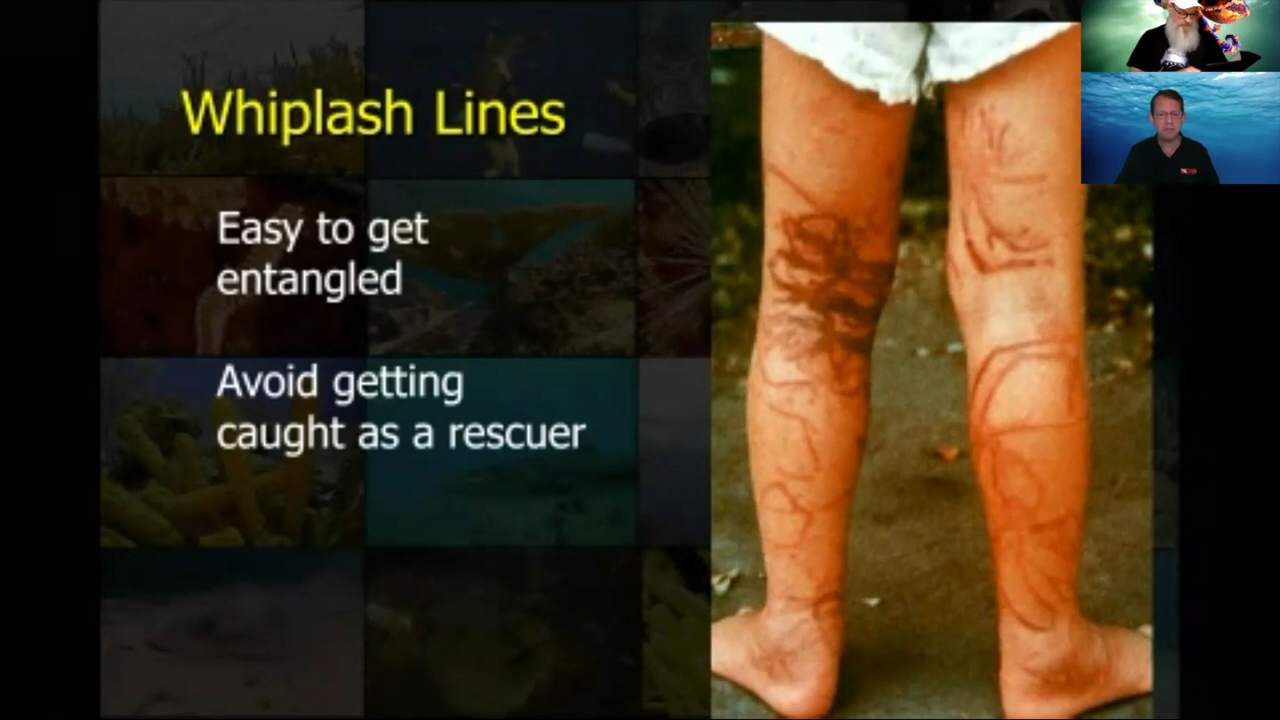 Whiplash Lines
Easy to get
entangled
Avoid getting
caught as a rescuer